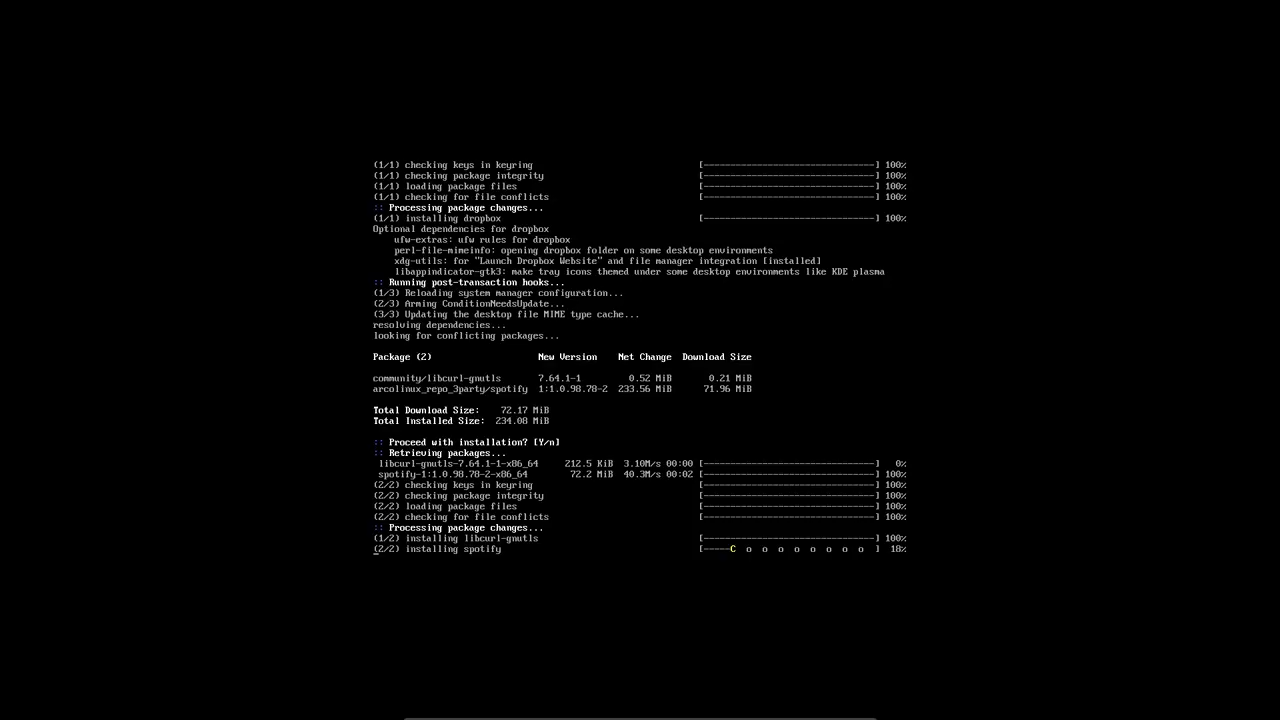 (1/1) checking keys in keyring [--------------------------------] 100%
(1/1) checking package integrity [--------------------------------] 100%
(1/1) loading package files [--------------------------------] 100%
(1/1) checking for file conflicts [--------------------------------] 100%
:: Processing package changes...
(1/1) installing dropbox [--------------------------------] 100%
Optional dependencies for dropbox
ufw-extras: ufw rules for dropbox
perl-file-mimeinfo: opening dropbox folder on some desktop environments
xdg-utils: for "Launch Dropbox Website" and file manager integration [installed]
libappindicator-gtk3: make tray icons themed under some desktop environments like KDE plasma
:: Running post-transaction hooks...
(1/3) Reloading system manager configuration...
(2/3) Arming ConditionNeedsUpdate...
(3/3) Updating the desktop file MIME type cache...
resolving dependencies...
looking for conflicting packages...
Package (2) New Version Net Change Download Size
community/libcurl-gnutls 7.64.1-1 0.52 MiB 0.21 MiB
arcolinux_repo_3party/spotify 1:1.0.98.78-2 233.56 MiB 71.96 MiB
Total Download Size: 72.17 MiB
Total Installed Size: 234.08 MiB
:: Proceed with installation? [Y/n]
:: Retrieving packages...
libcurl-gnutls-7.64.1-1-x86_64 212.5 KiB 3.10M/s 00:00 [--------------------------------] 0%
spotify-1:1.0.98.78-2-x86_64 72.2 MiB 40.3M/s 00:02 [--------------------------------] 100%
(2/2) checking keys in keyring [--------------------------------] 100%
(2/2) checking package integrity [--------------------------------] 100%
(2/2) loading package files [--------------------------------] 100%
(2/2) checking for file conflicts [--------------------------------] 100%
:: Processing package changes...
(1/2) installing libcurl-gnutls [--------------------------------] 100%
(2/2) installing spotify [-----C o o o o o o o o ] 18%